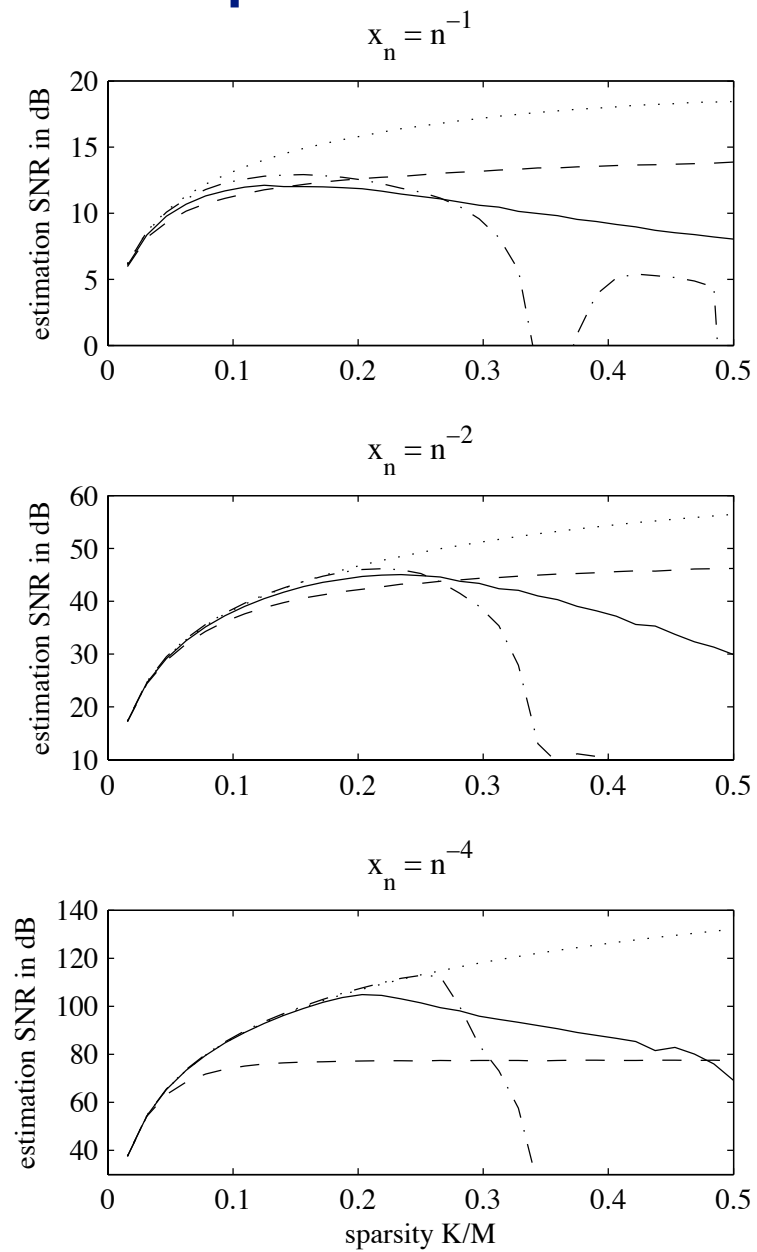 x_n = n^{-1}
estimation SNR in dB
20
15
10
5
0
0 0.1 0.2 0.3 0.4 0.5
x_n = n^{-2}
estimation SNR in dB
60
50
40
30
20
10
0 0.1 0.2 0.3 0.4 0.5
x_n = n^{-4}
estimation SNR in dB
140
120
100
80
60
40
0 0.1 0.2 0.3 0.4 0.5
sparsity K/M